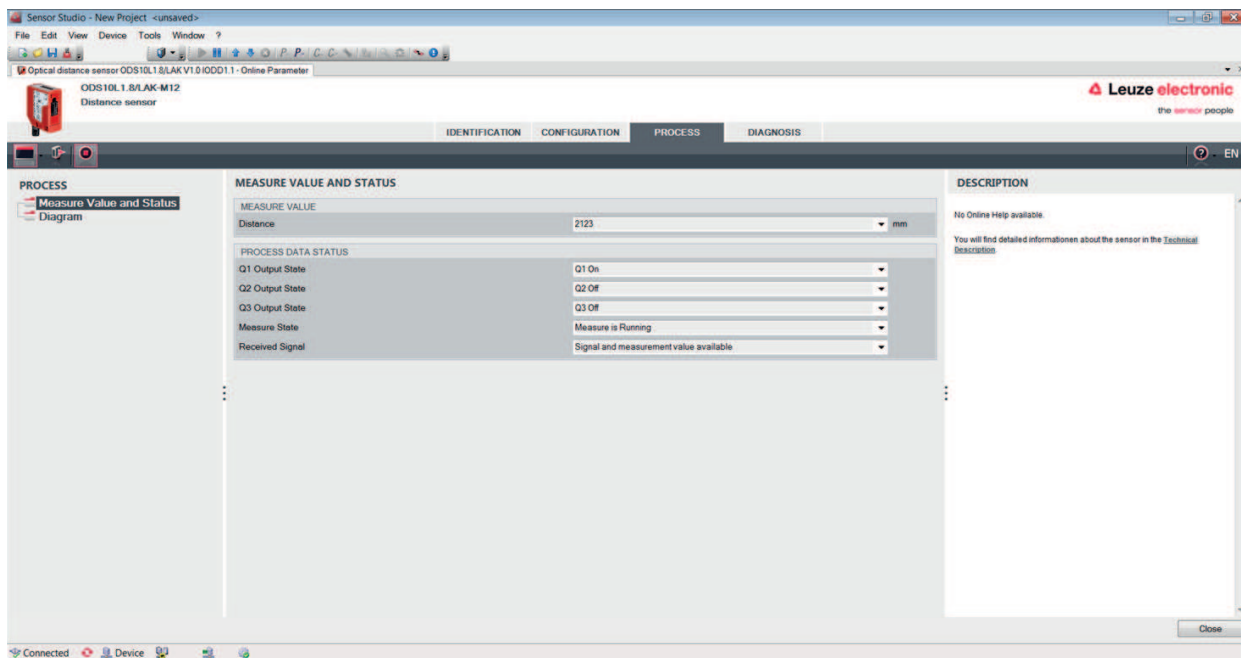 Sensor Studio - New Project <unsaved>
File Edit View Device Tools Window ?
Optical distance sensor ODS10L1.8/LAK V1.0 IODD1.1 - Online Parameter
ODS10L1.8/LAK-M12
Distance sensor
Leuze electronic
the sensor people
IDENTIFICATION CONFIGURATION PROCESS DIAGNOSIS
EN
PROCESS
Measure Value and Status
Diagram
MEASURE VALUE AND STATUS
MEASURE VALUE
Distance 2123 mm
PROCESS DATA STATUS
Q1 Output State Q1 On
Q2 Output State Q2 Off
Q3 Output State Q3 Off
Measure State Measure is Running
Received Signal Signal and measurement value available
DESCRIPTION
No Online Help available.
You will find detailed informationen about the sensor in the Technical
Description.
Close
Connected Device